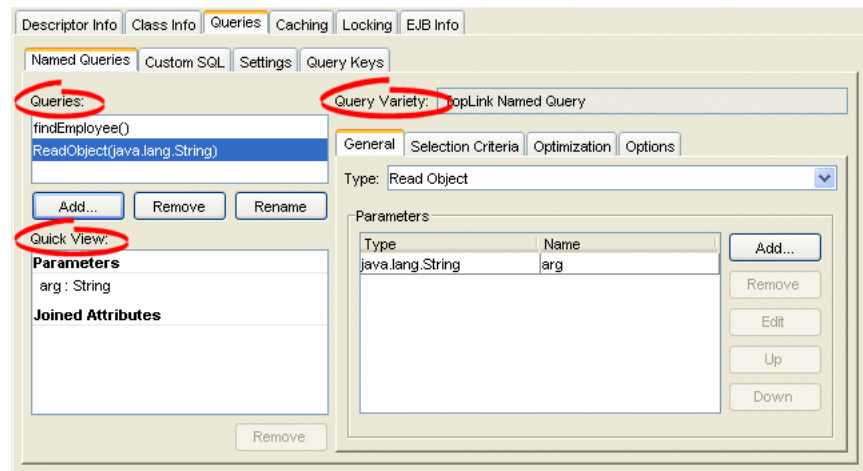 Descriptor Info Class Info Queries Caching Locking EJB Info
Named Queries Custom SQL Settings Query Keys
Queries:
findEmployee()
ReadObject(java.lang.String)
Add... Remove Rename
Quick View:
Parameters
arg : String
Joined Attributes
Remove
Query Variety: TopLink Named Query
General Selection Criteria Optimization Options
Type: Read Object
Parameters
Type Name
java.lang.String arg
Add...
Remove
Edit
Up
Down